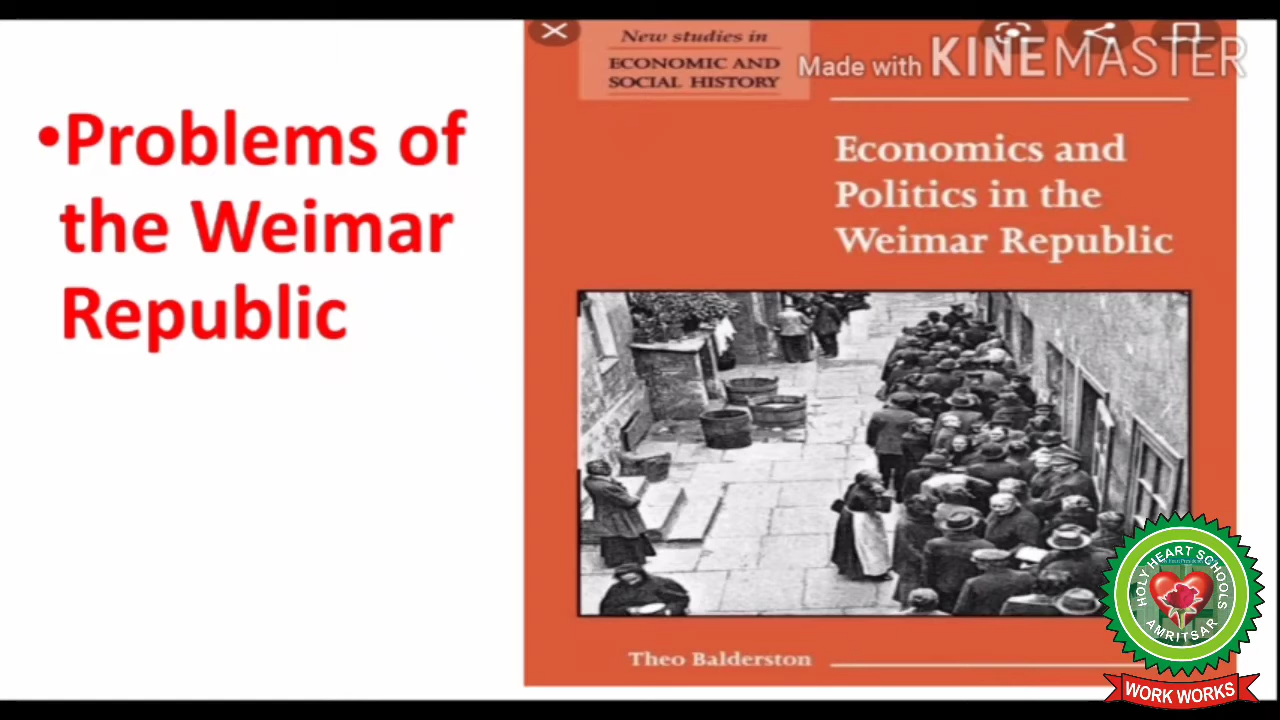 •Problems of
the Weimar
Republic
New studies in
ECONOMIC AND
SOCIAL HISTORY
Made with KINEMASTER
Economics and
Politics in the
Weimar Republic
Theo Balderston
HOLY HEART SCHOOLS
AMRITSAR
WORK WORKS